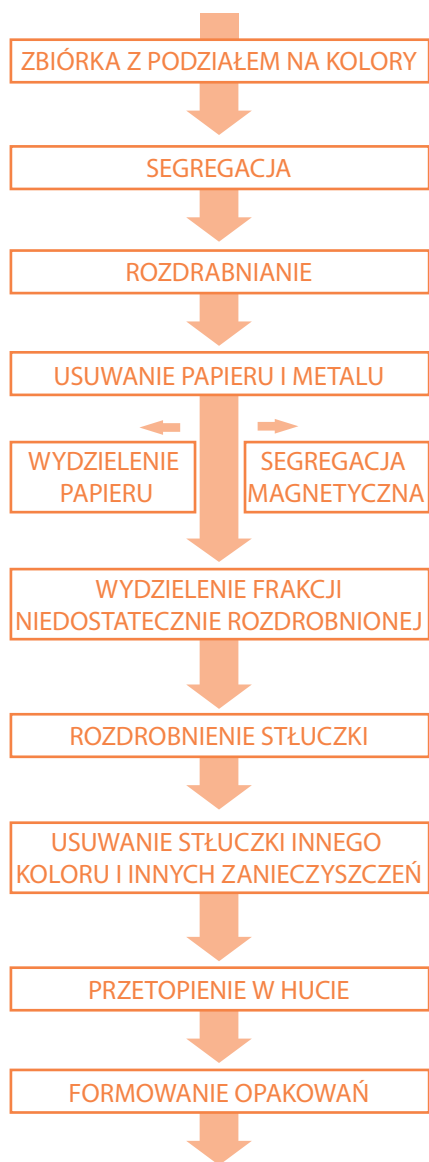 ZBIÓRKA Z PODZIAŁEM NA KOLORY
SEGREGACJA
ROZDRABNIANIE
USUWANIE PAPIERU I METALU
WYDZIELENIE
PAPIERU
SEGREGACJA
MAGNETYCZNA
WYDZIELENIE FRAKCJI
NIEDOSTATECZNIE ROZDROBNIONEJ
ROZDROBNIENIE STŁUCZKI
USUWANIE STŁUCZKI INNEGO
KOLORU I INNYCH ZANIECZYSZCZEŃ
PRZETOPIENIE W HUCIE
FORMOWANIE OPAKOWAŃ